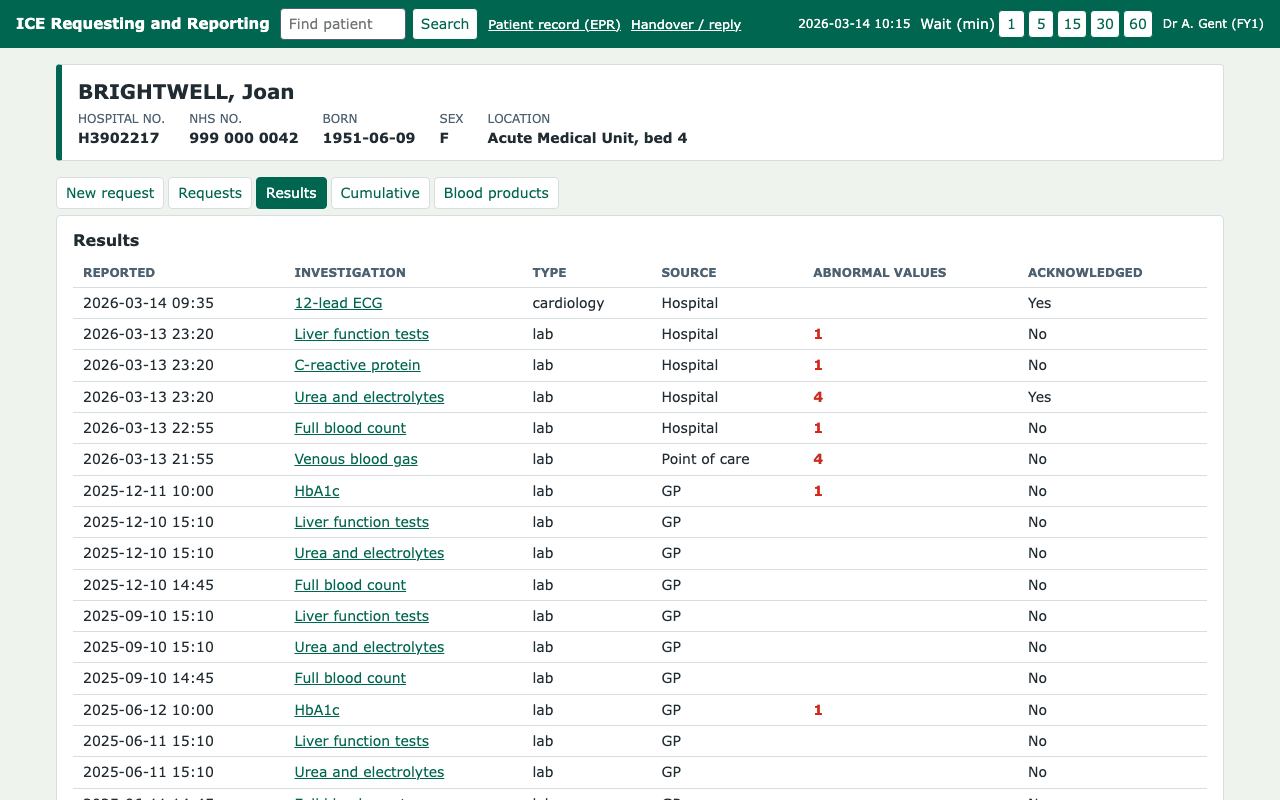 ICE Requesting and Reporting Find patient Search Patient record (EPR) Handover / reply 2026-03-14 10:15 Wait (min) 1 5 15 30 60 Dr A. Gent (FY1)
BRIGHTWELL, Joan
HOSPITAL NO. NHS NO. BORN SEX LOCATION
H3902217 999 000 0042 1951-06-09 F Acute Medical Unit, bed 4
New request Requests Results Cumulative Blood products
Results
REPORTED INVESTIGATION TYPE SOURCE ABNORMAL VALUES ACKNOWLEDGED
2026-03-14 09:35 12-lead ECG cardiology Hospital Yes
2026-03-13 23:20 Liver function tests lab Hospital 1 No
2026-03-13 23:20 C-reactive protein lab Hospital 1 No
2026-03-13 23:20 Urea and electrolytes lab Hospital 4 Yes
2026-03-13 22:55 Full blood count lab Hospital 1 No
2026-03-13 21:55 Venous blood gas lab Point of care 4 No
2025-12-11 10:00 HbA1c lab GP 1 No
2025-12-10 15:10 Liver function tests lab GP No
2025-12-10 15:10 Urea and electrolytes lab GP No
2025-12-10 14:45 Full blood count lab GP No
2025-09-10 15:10 Liver function tests lab GP No
2025-09-10 15:10 Urea and electrolytes lab GP No
2025-09-10 14:45 Full blood count lab GP No
2025-06-12 10:00 HbA1c lab GP 1 No
2025-06-11 15:10 Liver function tests lab GP No
2025-06-11 15:10 Urea and electrolytes lab GP No